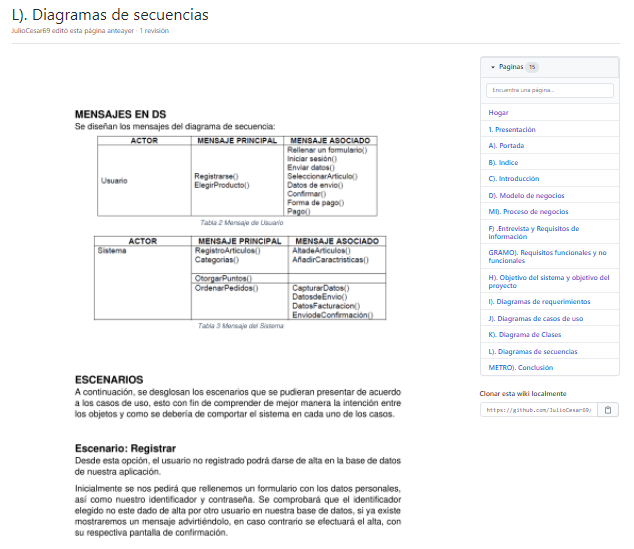 L). Diagramas de secuencias
JulioCesar69 editó esta página anteayer · 1 revisión
MENSAJES EN DS
Se diseñan los mensajes del diagrama de secuencia:
ACTOR MENSAJE PRINCIPAL MENSAJE ASOCIADO
Usuario
Registrarse()
ElegirProducto()
Rellenar un formulario()
Iniciar sesión()
Enviar datos()
SeleccionarArticulo()
Datos de envio()
Confirmar()
Forma de pago()
Pago()
Tabla 2 Mensaje de Usuario
ACTOR MENSAJE PRINCIPAL MENSAJE ASOCIADO
Sistema RegistroArticulos() AltadeArticulos()
Categorias() AñadirCaractristicas()
OtorgarPuntos()
OrdenarPedidos() CapturarDatos()
DatosdeEnvio()
DatosFacturacion()
EnviodeConfirmación()
Tabla 3 Mensaje del Sistema
ESCENARIOS
A continuación, se desglosan los escenarios que se pudieran presentar de acuerdo
a los casos de uso, esto con fin de comprender de mejor manera la intención entre
los objetos y como se debería de comportar el sistema en cada uno de los casos.
Escenario: Registrar
Desde esta opción, el usuario no registrado podrá darse de alta en la base de datos
de nuestra aplicación.
Inicialmente se nos pedirá que rellenemos un formulario con los datos personales,
así como nuestro identificador y contraseña. Se comprobará que el identificador
elegido no este dado de alta por otro usuario en nuestra base de datos, si ya existe
mostraremos un mensaje advirtiéndolo, en caso contrario se efectuará el alta, con
su respectiva pantalla de confirmación.
Paginas 15
Encuentra una página...
Hogar
1. Presentación
A). Portada
B). Indice
C). Introducción
D). Modelo de negocios
MI). Proceso de negocios
F) .Entrevista y Requisitos de
información
GRAMO). Requisitos funcionales y no
funcionales
H). Objetivo del sistema y objetivo del
proyecto
I). Diagramas de requerimientos
J). Diagramas de casos de uso
K). Diagrama de Clases
L). Diagramas de secuencias
METRO). Conclusión
Clonar esta wiki localmente
https://github.com/JulioCesar69/